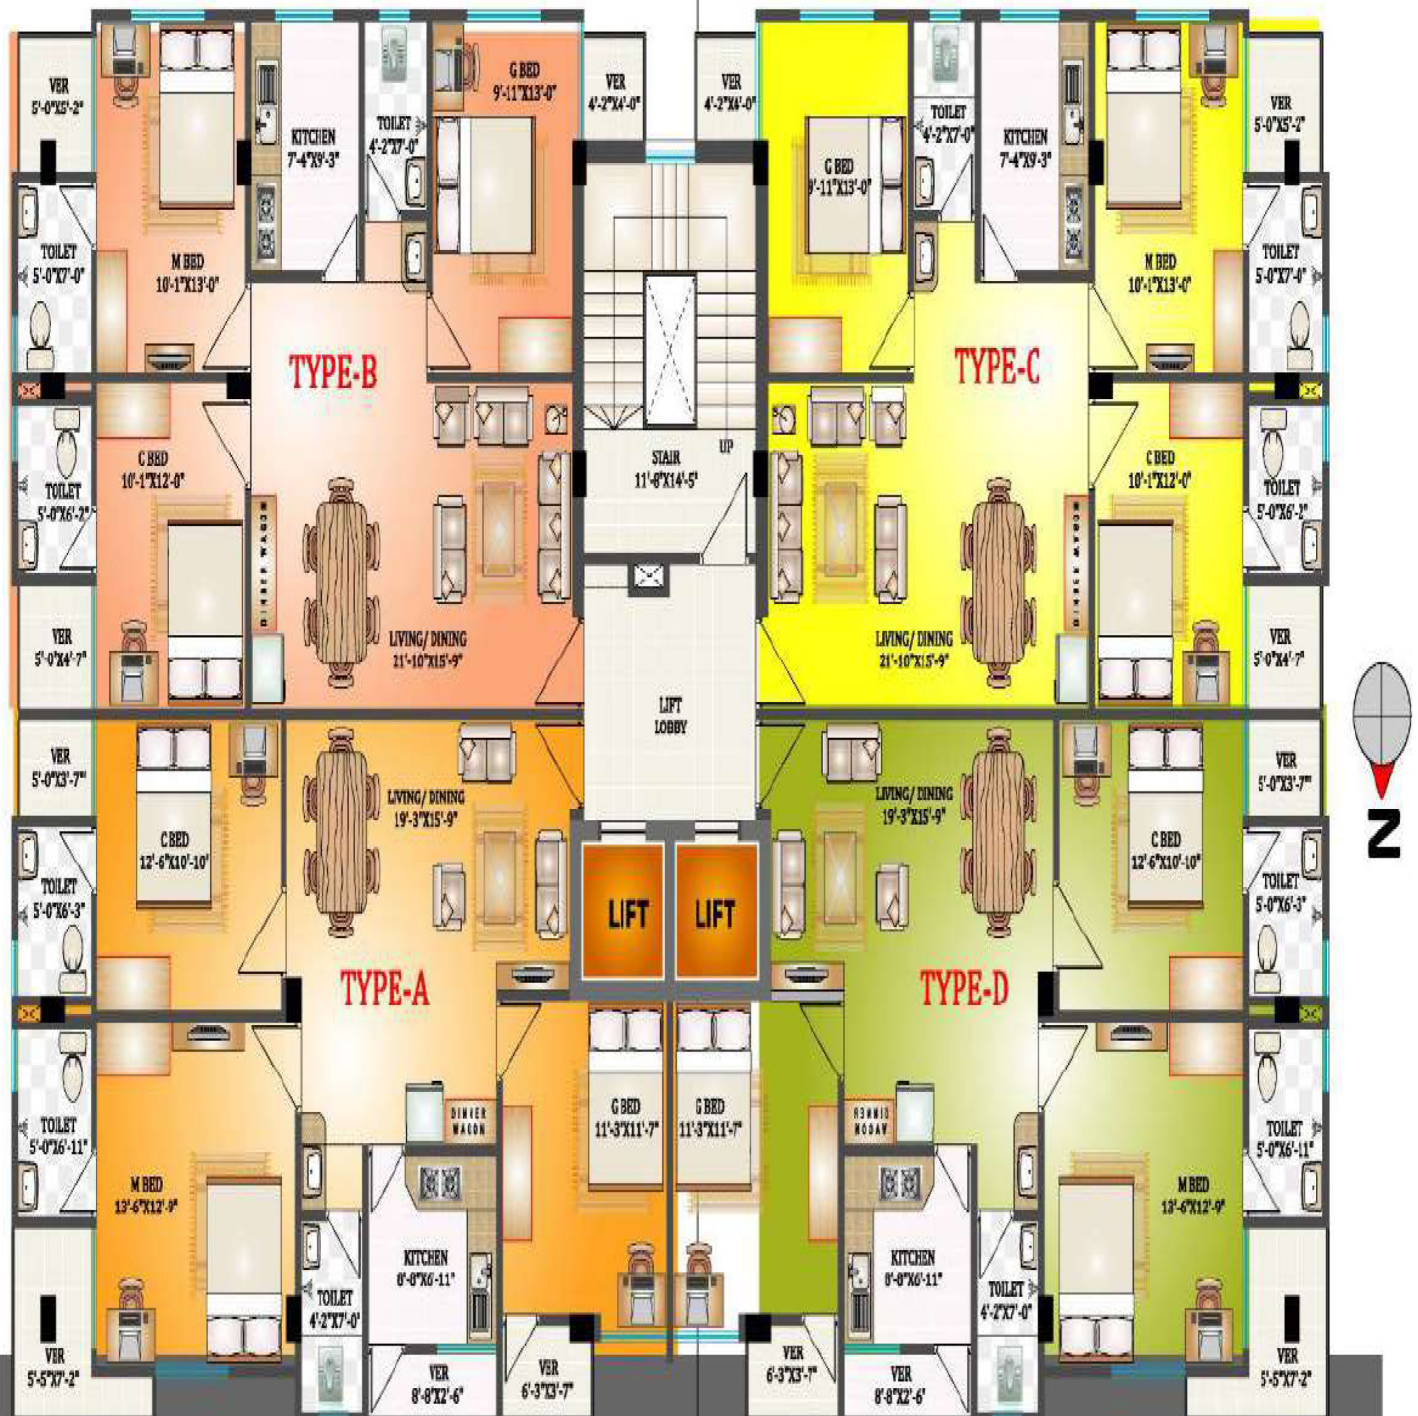 VER
5'-0"X5'-2"
TOILET
5'-0"X7'-0"
M BED
10'-1"X13'-0"
KITCHEN
7'-4"X9'-3"
TOILET
4'-2"X7'-0"
G BED
9'-11"X13'-0"
VER
4'-2"X4'-0"
VER
4'-2"X4'-0"
G BED
9'-11"X13'-0"
TOILET
4'-2"X7'-0"
KITCHEN
7'-4"X9'-3"
M BED
10'-1"X13'-0"
VER
5'-0"X5'-2"
TOILET
5'-0"X7'-0"
TYPE-B
TYPE-C
TOILET
5'-0"X6'-2"
C BED
10'-1"X12'-0"
DINNER WAGON
VER
5'-0"X4'-7"
LIVING/ DINING
21'-10"X15'-9"
STAIR
11'-8"X14'-5"
UP
LIVING/ DINING
21'-10"X15'-9"
DINNER WAGON
C BED
10'-1"X12'-0"
TOILET
5'-0"X6'-2"
VER
5'-0"X4'-7"
LIFT
LOBBY
VER
5'-0"X3'-7"
C BED
12'-6"X10'-10"
LIVING/ DINING
19'-3"X15'-9"
LIVING/ DINING
19'-3"X15'-9"
C BED
12'-6"X10'-10"
VER
5'-0"X3'-7"
N
TOILET
5'-0"X6'-3"
LIFT
LIFT
TOILET
5'-0"X6'-3"
TYPE-A
TYPE-D
TOILET
5'-0"X6'-11"
M BED
13'-6"X12'-9"
DINNER
WAGON
G BED
11'-3"X11'-7"
G BED
11'-3"X11'-7"
DINNER
WAGON
M BED
13'-6"X12'-9"
TOILET
5'-0"X6'-11"
VER
5'-5"X7'-2"
TOILET
4'-2"X7'-0"
KITCHEN
8'-8"X6'-11"
VER
8'-8"X2'-6"
VER
6'-3"X3'-7"
VER
6'-3"X3'-7"
KITCHEN
8'-8"X6'-11"
VER
8'-8"X2'-6"
TOILET
4'-2"X7'-0"
VER
5'-5"X7'-2"